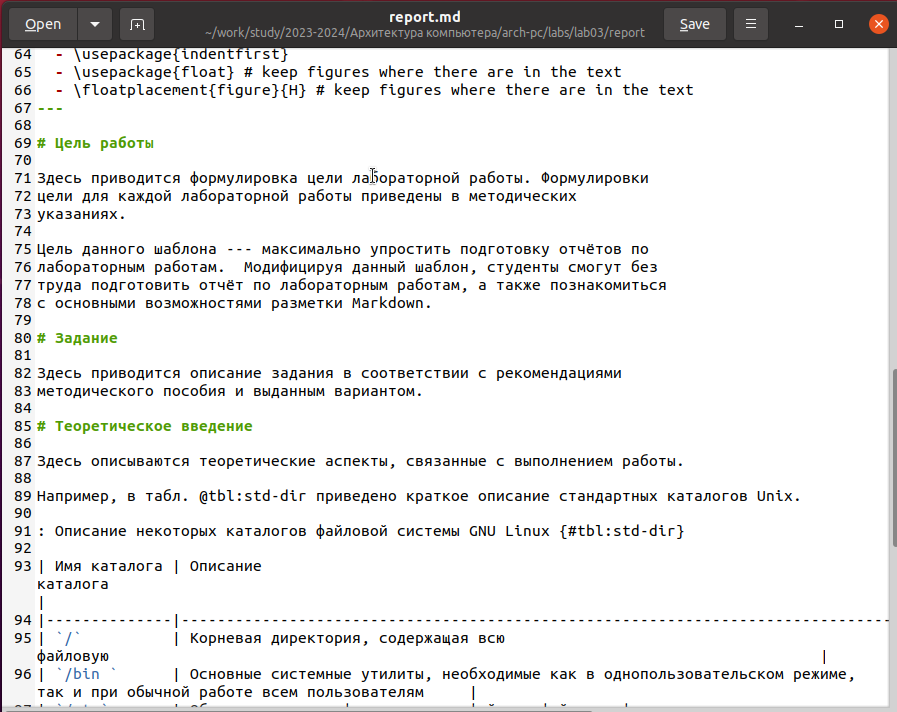 Open
report.md
~/work/study/2023-2024/Архитектура компьютера/arch-pc/labs/lab03/report
Save
64 - \usepackage{indentfirst}
65 - \usepackage{float} # keep figures where there are in the text
66 - \floatplacement{figure}{H} # keep figures where there are in the text
67 ---
68
69 # Цель работы
70
71 Здесь приводится формулировка цели лабораторной работы. Формулировки
72 цели для каждой лабораторной работы приведены в методических
73 указаниях.
74
75 Цель данного шаблона --- максимально упростить подготовку отчётов по
76 лабораторным работам.  Модифицируя данный шаблон, студенты смогут без
77 труда подготовить отчёт по лабораторным работам, а также познакомиться
78 с основными возможностями разметки Markdown.
79
80 # Задание
81
82 Здесь приводится описание задания в соответствии с рекомендациями
83 методического пособия и выданным вариантом.
84
85 # Теоретическое введение
86
87 Здесь описываются теоретические аспекты, связанные с выполнением работы.
88
89 Например, в табл. @tbl:std-dir приведено краткое описание стандартных каталогов Unix.
90
91 : Описание некоторых каталогов файловой системы GNU Linux {#tbl:std-dir}
92
93 | Имя каталога | Описание
каталога
|
94 |--------------|-------------------------------------------------------------------------------
95 | `/`          | Корневая директория, содержащая всю
файловую |
96 | `/bin `      | Основные системные утилиты, необходимые как в однопользовательском режиме,
так и при обычной работе всем пользователям     |